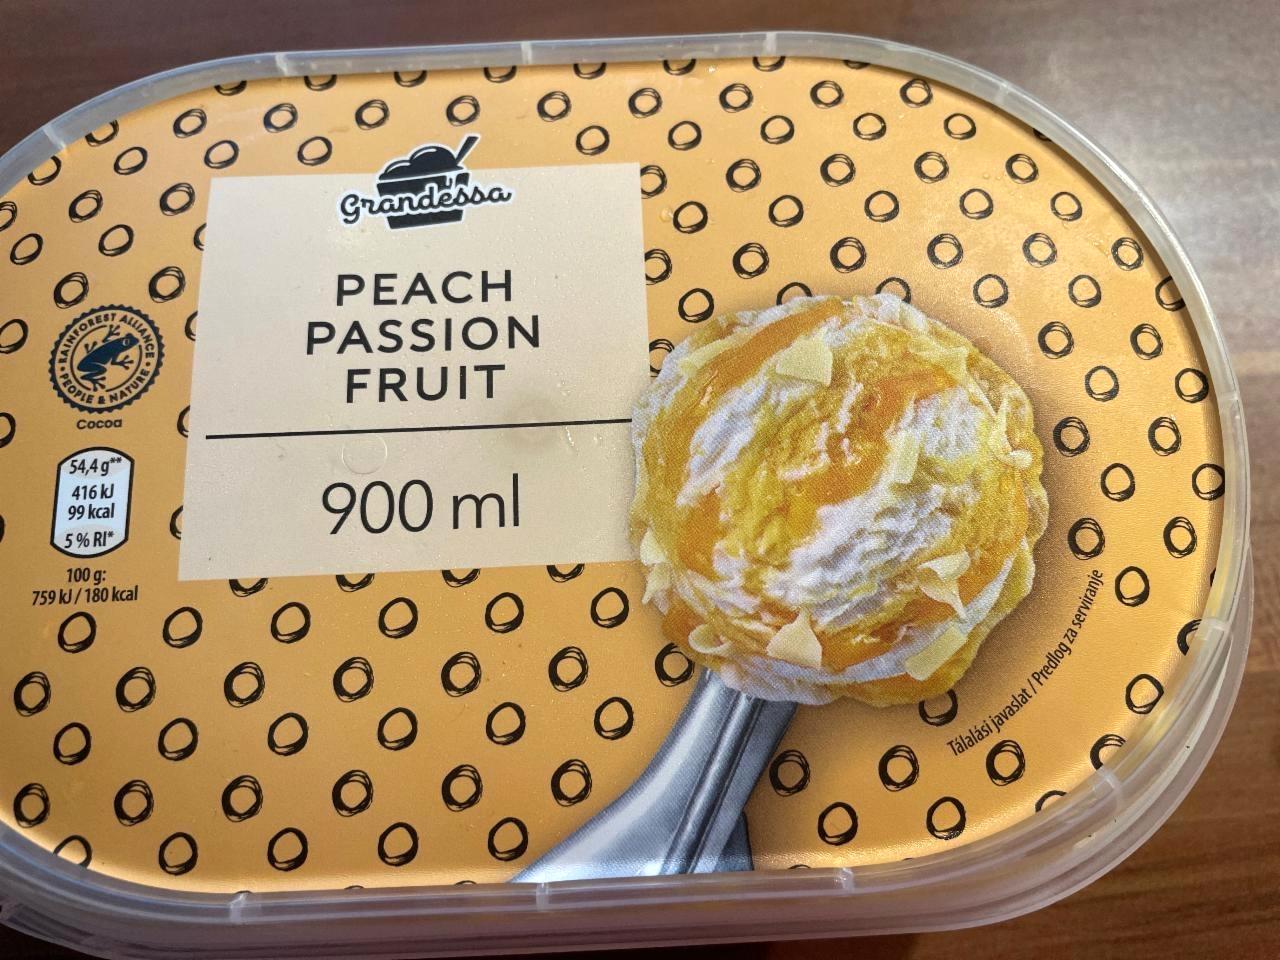 Grandessa
PEACH
PASSION
FRUIT
900 ml
RAINFOREST ALLIANCE
PEOPLE & NATURE
Cocoa
54,4 g**
416 kJ
99 kcal
5 % RI*
100 g:
759 kJ / 180 kcal
Tálalási javaslat / Predlog za serviranje